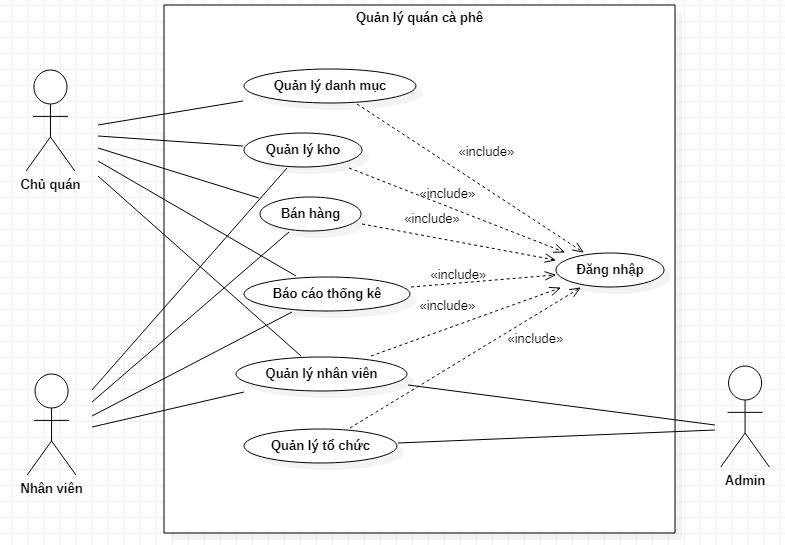 Quản lý quán cà phê
Quản lý danh mục
«include»
Quản lý kho
Chủ quán
«include»
Bán hàng
«include»
Đăng nhập
«include»
Báo cáo thống kê
«include»
«include»
Quản lý nhân viên
Quản lý tổ chức
Nhân viên
Admin